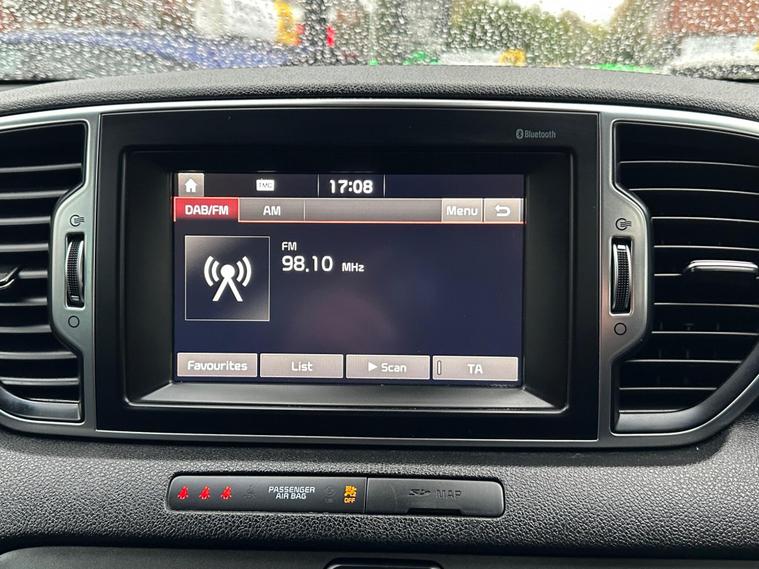 Bluetooth
TMC
17:08
DAB/FM AM Menu
FM
98.10 MHz
Favourites List Scan TA
PASSENGER
AIR BAG
OFF
MAP